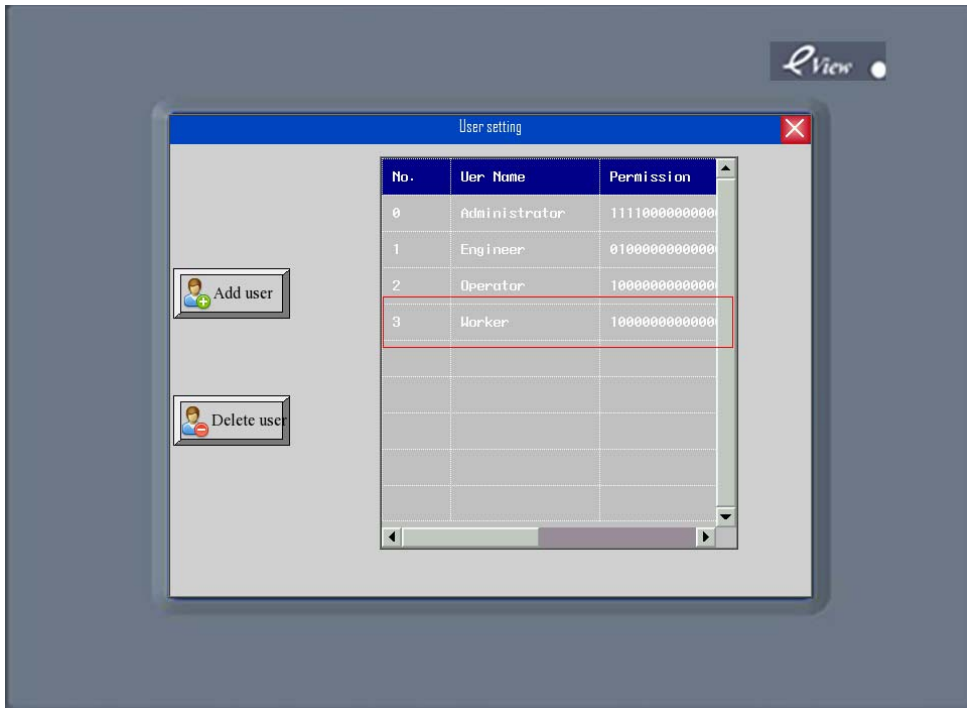 eView
User setting
No. Uer Name Permission
0 Administrator 1111000000000
1 Engineer 0100000000000
2 Operator 1000000000000
3 Worker 1000000000000
Add user
Delete user